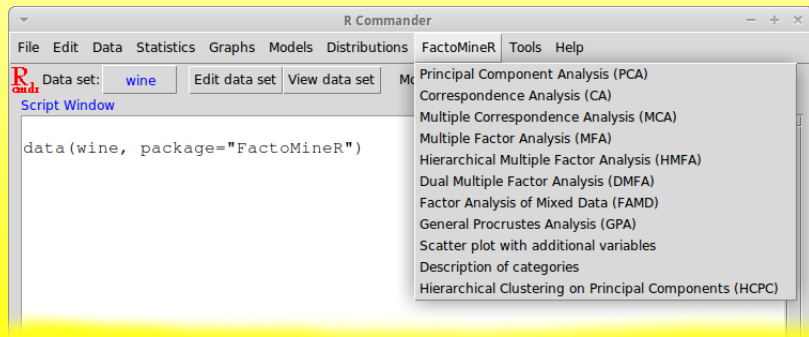 R Commander
File Edit Data Statistics Graphs Models Distributions FactoMineR Tools Help
R cmdr Data set: wine Edit data set View data set
Script Window
data(wine, package="FactoMineR")
Principal Component Analysis (PCA)
Correspondence Analysis (CA)
Multiple Correspondence Analysis (MCA)
Multiple Factor Analysis (MFA)
Hierarchical Multiple Factor Analysis (HMFA)
Dual Multiple Factor Analysis (DMFA)
Factor Analysis of Mixed Data (FAMD)
General Procrustes Analysis (GPA)
Scatter plot with additional variables
Description of categories
Hierarchical Clustering on Principal Components (HCPC)